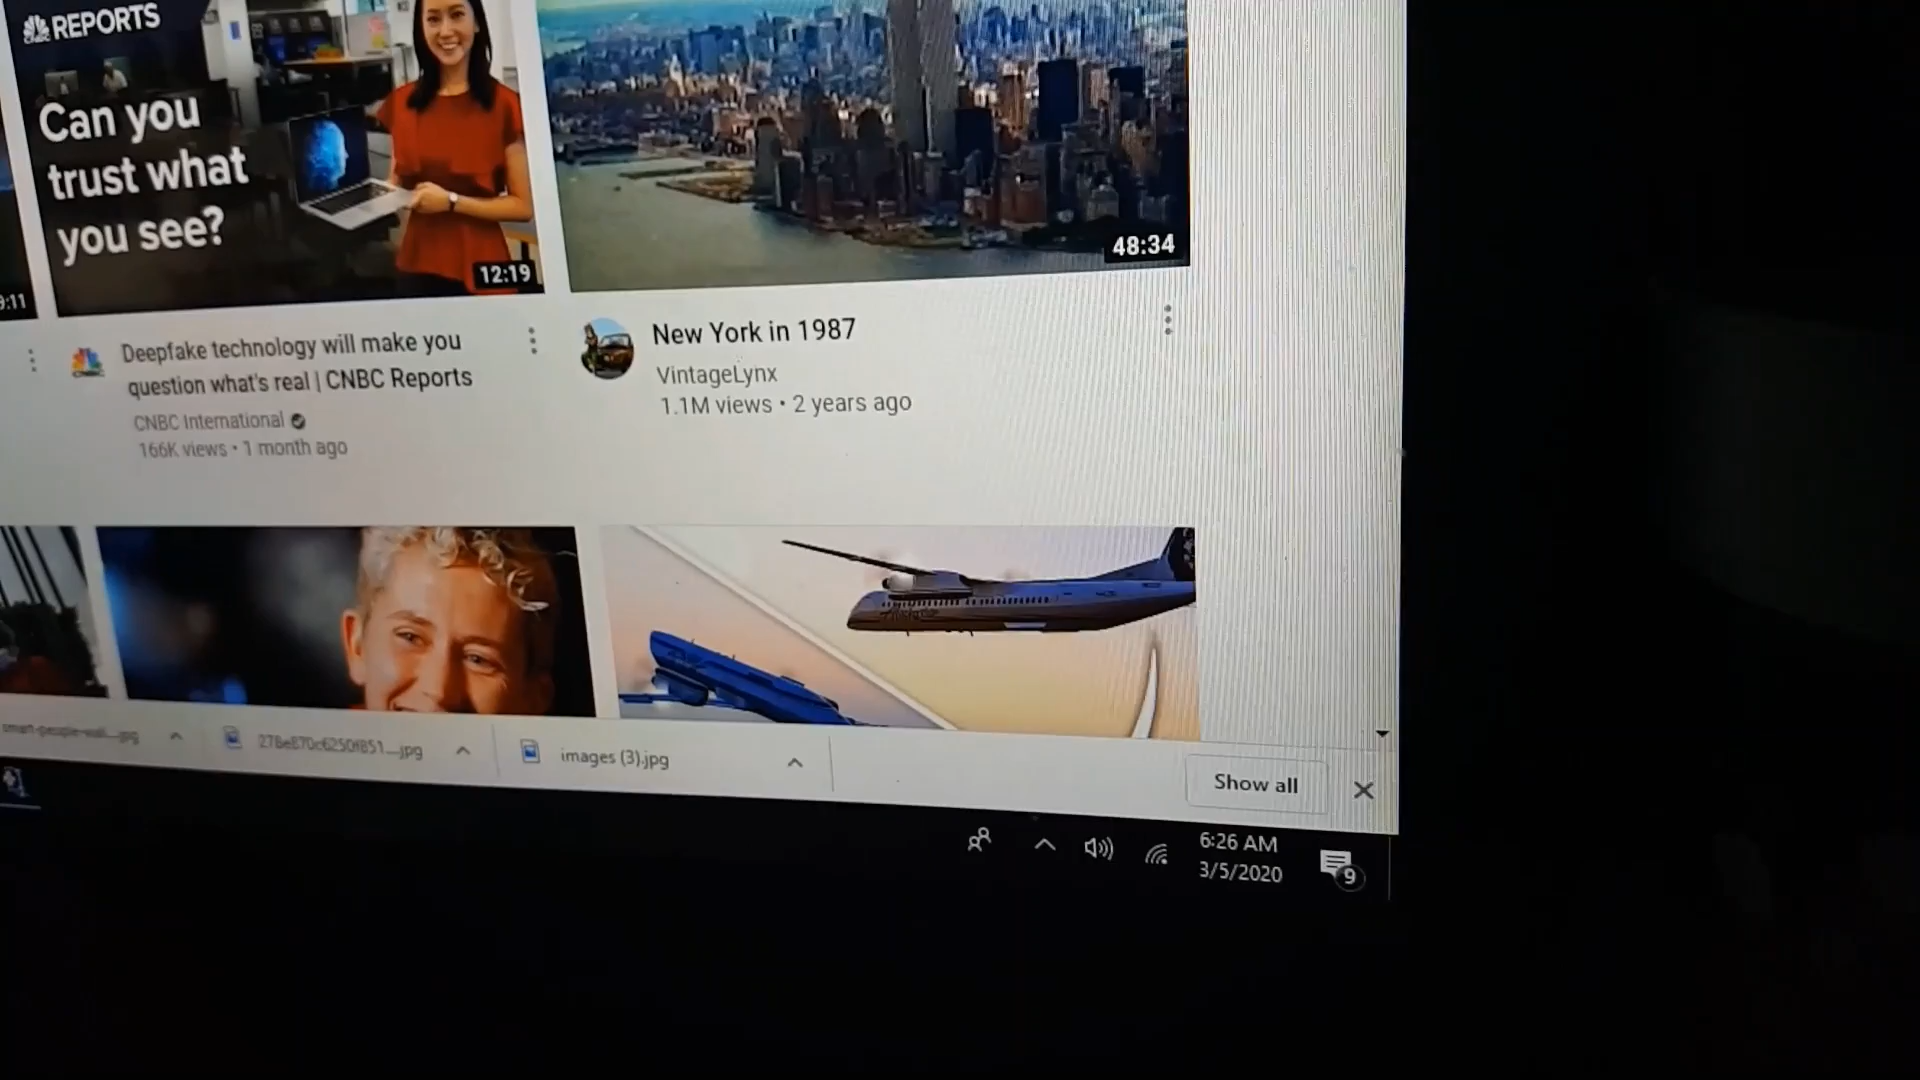 CNBC REPORTS
Can you
trust what
you see?
12:19
48:34
9:11
Deepfake technology will make you
question what's real | CNBC Reports
CNBC International
166K views • 1 month ago
New York in 1987
VintageLynx
1.1M views • 2 years ago
images (3).jpg
Show all
6:26 AM
3/5/2020
9